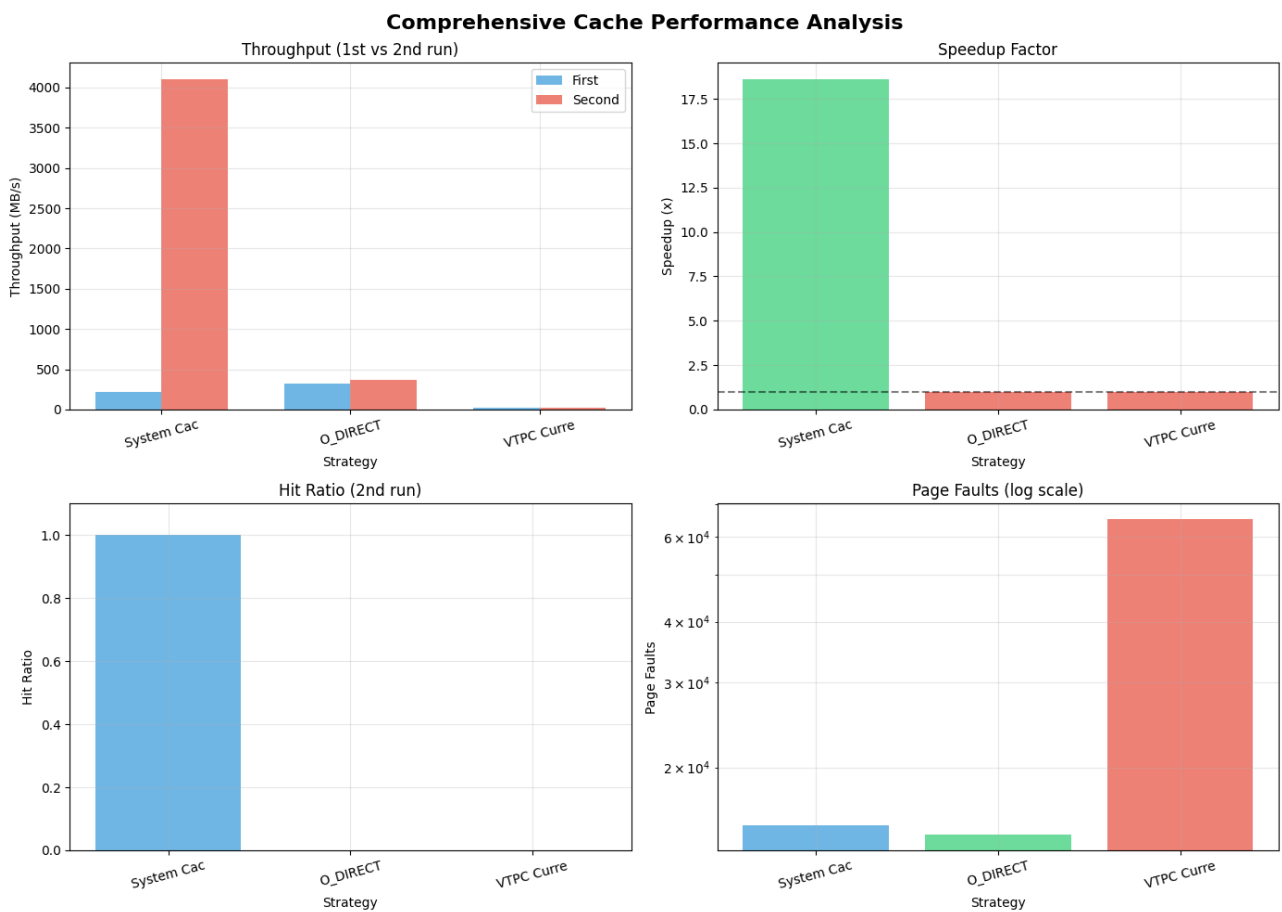 Comprehensive Cache Performance Analysis
Throughput (1st vs 2nd run)
Throughput (MB/s)
4000
3500
3000
2500
2000
1500
1000
500
0
First
Second
System Cac
O_DIRECT
VTPC Curre
Strategy
Speedup Factor
Speedup (x)
17.5
15.0
12.5
10.0
7.5
5.0
2.5
0.0
System Cac
O_DIRECT
VTPC Curre
Strategy
Hit Ratio (2nd run)
Hit Ratio
1.0
0.8
0.6
0.4
0.2
0.0
System Cac
O_DIRECT
VTPC Curre
Strategy
Page Faults (log scale)
Page Faults
6 × 10⁴
4 × 10⁴
3 × 10⁴
2 × 10⁴
System Cac
O_DIRECT
VTPC Curre
Strategy